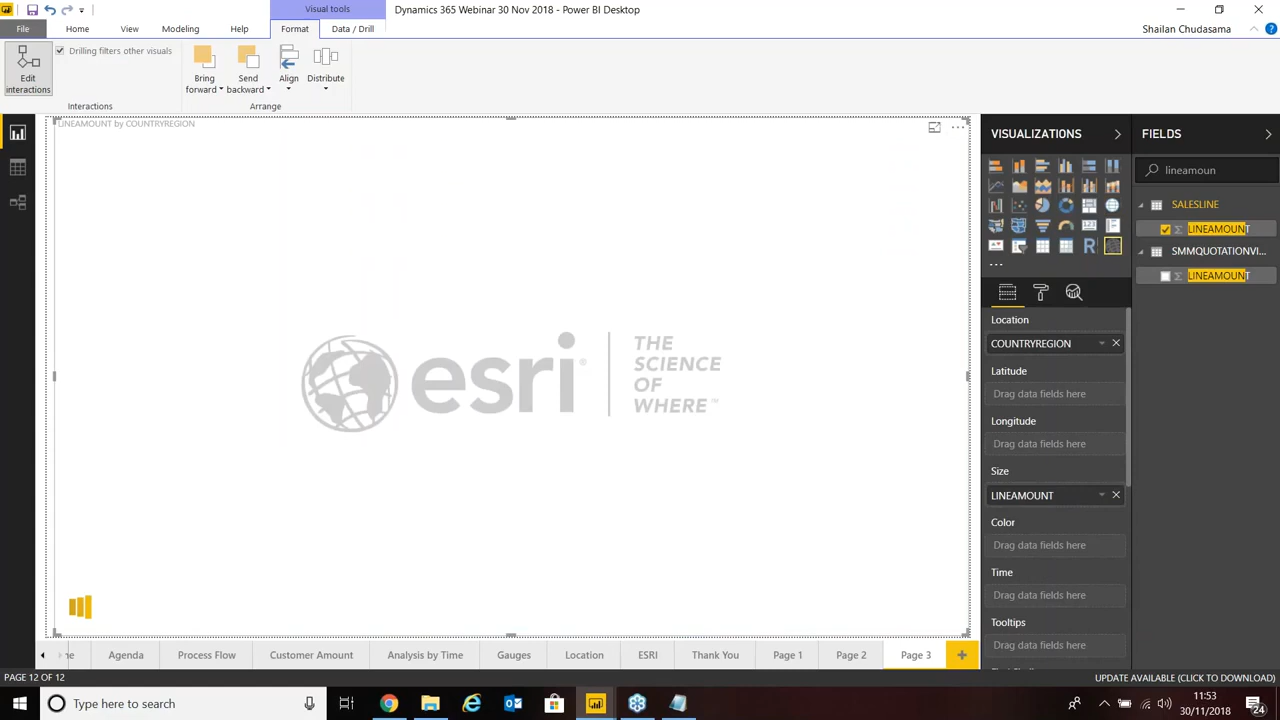 Visual tools
Dynamics 365 Webinar 30 Nov 2018 - Power BI Desktop
File
Home
View
Modeling
Help
Format
Data / Drill
Shailan Chudasama
Edit
interactions
Drilling filters other visuals
Bring
forward
Send
backward
Align
Distribute
Interactions
Arrange
LINEAMOUNT by COUNTRYREGION
esri
THE
SCIENCE
OF
WHERE™
VISUALIZATIONS
R
Location
COUNTRYREGION
Latitude
Drag data fields here
Longitude
Drag data fields here
Size
LINEAMOUNT
Color
Drag data fields here
Time
Drag data fields here
Tooltips
Drag data fields here
FIELDS
lineamoun
SALESLINE
LINEAMOUNT
SMMQUOTATIONVI...
LINEAMOUNT
Agenda
Process Flow
Customer Amount
Analysis by Time
Gauges
Location
ESRI
Thank You
Page 1
Page 2
Page 3
PAGE 12 OF 12
UPDATE AVAILABLE (CLICK TO DOWNLOAD)
Type here to search
11:53
30/11/2018
24